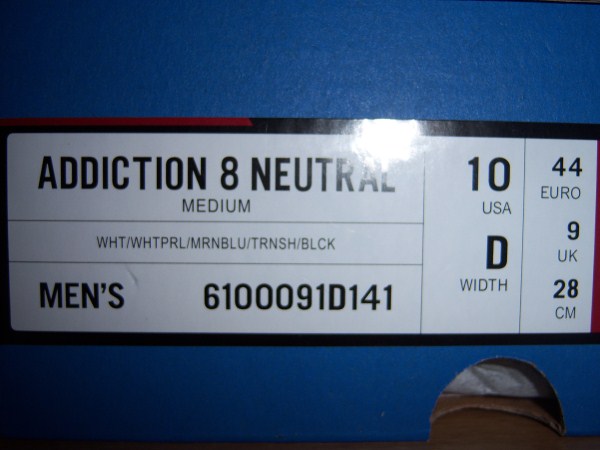 ADDICTION 8 NEUTRAL
MEDIUM
WHT/WHTPRL/MRNBLU/TRNSH/BLCK
MEN'S 6100091D141
10
USA
D
WIDTH
44
EURO
9
UK
28
CM